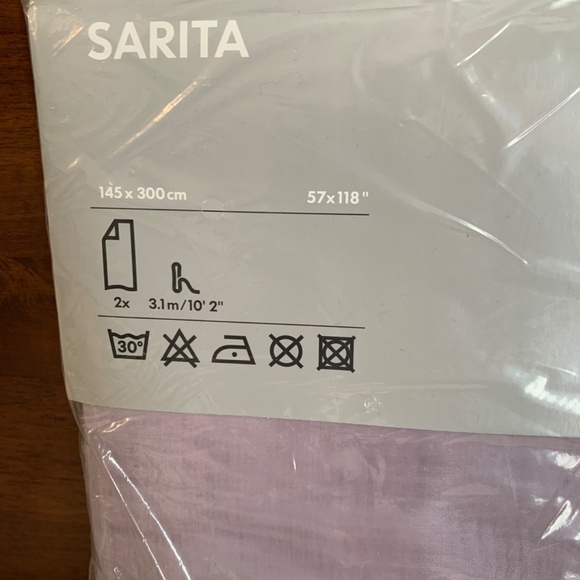 SARITA
145 x 300 cm 57x118"
2x 3.1m/10' 2"
30°